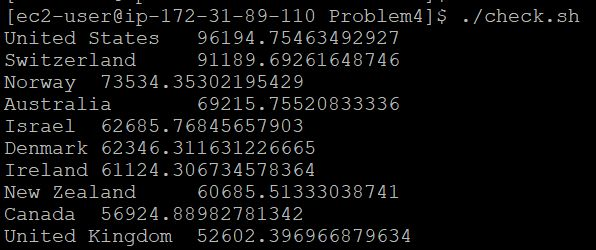 [ec2-user@ip-172-31-89-110 Problem4]$ ./check.sh
United States 96194.75463492927
Switzerland 91189.69261648746
Norway 73534.35302195429
Australia 69215.75520833336
Israel 62685.76845657903
Denmark 62346.311631226665
Ireland 61124.306734578364
New Zealand 60685.51333038741
Canada 56924.88982781342
United Kingdom 52602.396966879634